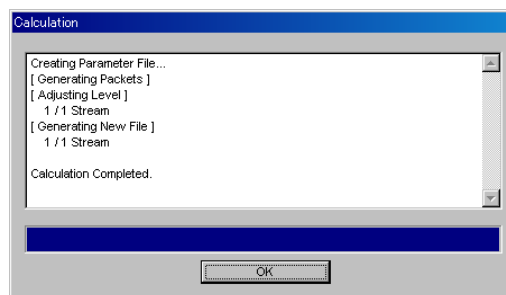 Calculation
Creating Parameter File...
[ Generating Packets ]
[ Adjusting Level ]
1 / 1 Stream
[ Generating New File ]
1 / 1 Stream
Calculation Completed.
OK